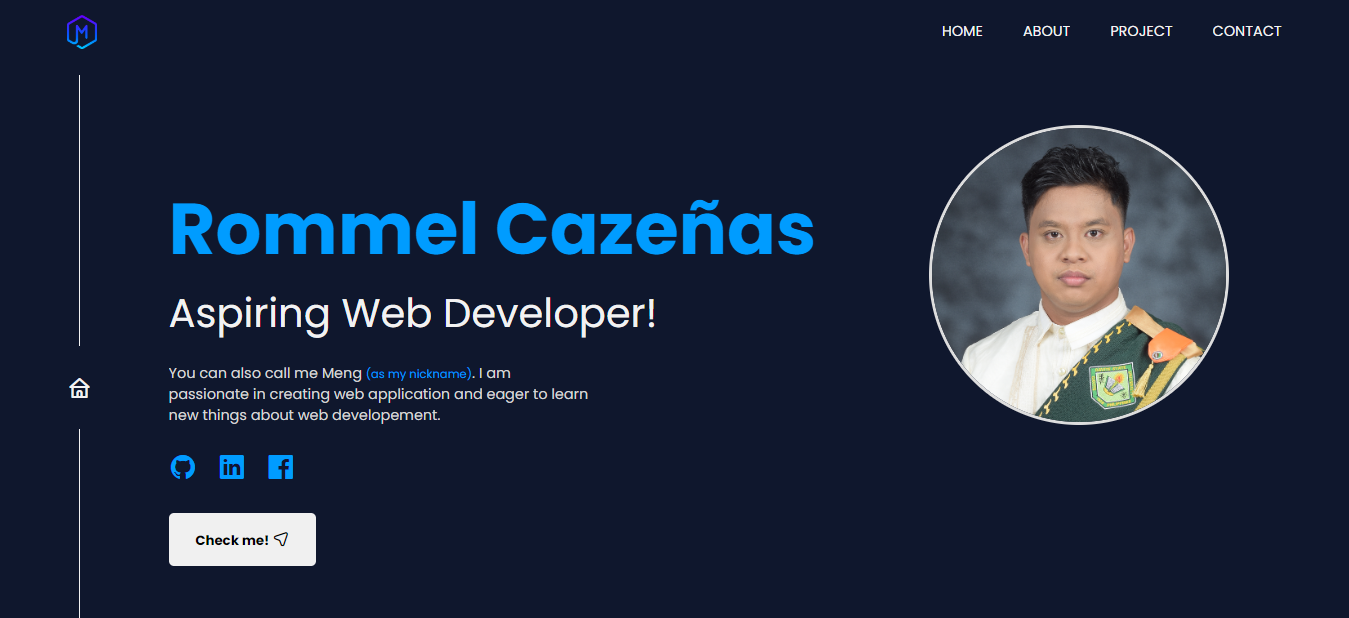 M
HOME ABOUT PROJECT CONTACT
Rommel Cazeñas
Aspiring Web Developer!
You can also call me Meng (as my nickname). I am
passionate in creating web application and eager to learn
new things about web developement.
in
Check me!